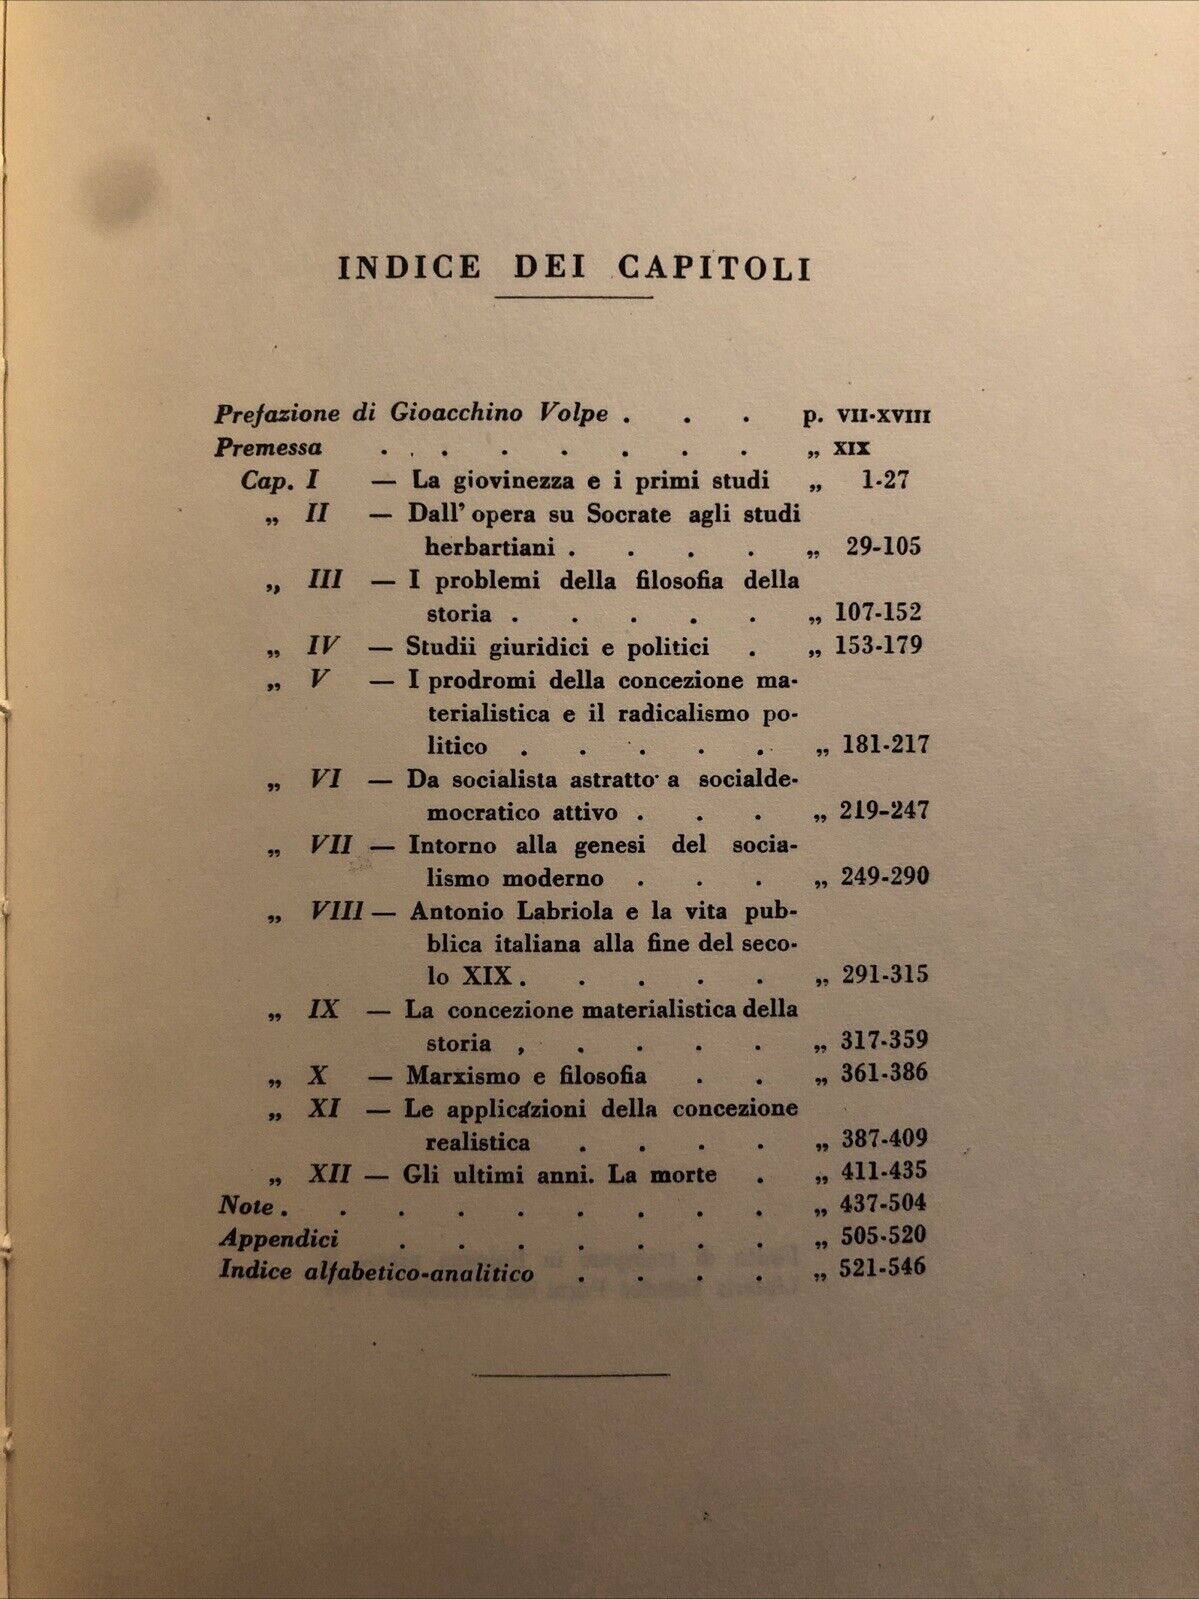 INDICE DEI CAPITOLI
Prefazione di Gioacchino Volpe . . . p. VII-XVIII
Premessa . . . . . . . „ XIX
Cap. I — La giovinezza e i primi studi „ 1-27
„ II — Dall' opera su Socrate agli studi
herbartiani . . . . . „ 29-105
„ III — I problemi della filosofia della
storia . . . . . „ 107-152
„ IV — Studii giuridici e politici . „ 153-179
„ V — I prodromi della concezione ma-
terialistica e il radicalismo po-
litico . . . . . „ 181-217
„ VI — Da socialista astratto a socialde-
mocratico attivo . . . „ 219-247
„ VII — Intorno alla genesi del socia-
lismo moderno . . . „ 249-290
„ VIII — Antonio Labriola e la vita pub-
blica italiana alla fine del seco-
lo XIX . . . . . „ 291-315
„ IX — La concezione materialistica della
storia , . . . . „ 317-359
„ X — Marxismo e filosofia . . „ 361-386
„ XI — Le applicazioni della concezione
realistica . . . . „ 387-409
„ XII — Gli ultimi anni. La morte . „ 411-435
Note . . . . . . . . . „ 437-504
Appendici . . . . . . . „ 505-520
Indice alfabetico-analitico . . . . „ 521-546